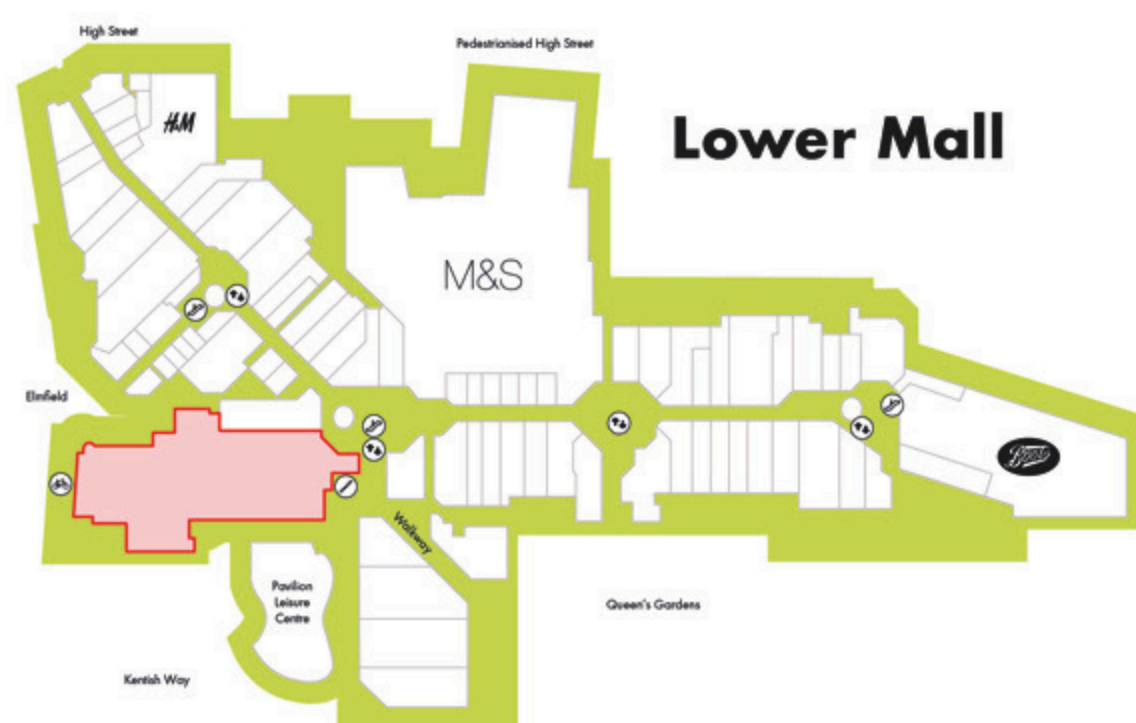 High Street
Pedestrianised High Street
H&M
Lower Mall
M&S
Elmfield
Boots
Walkway
Pavilion
Leisure
Centre
Queen's Gardens
Kentish Way